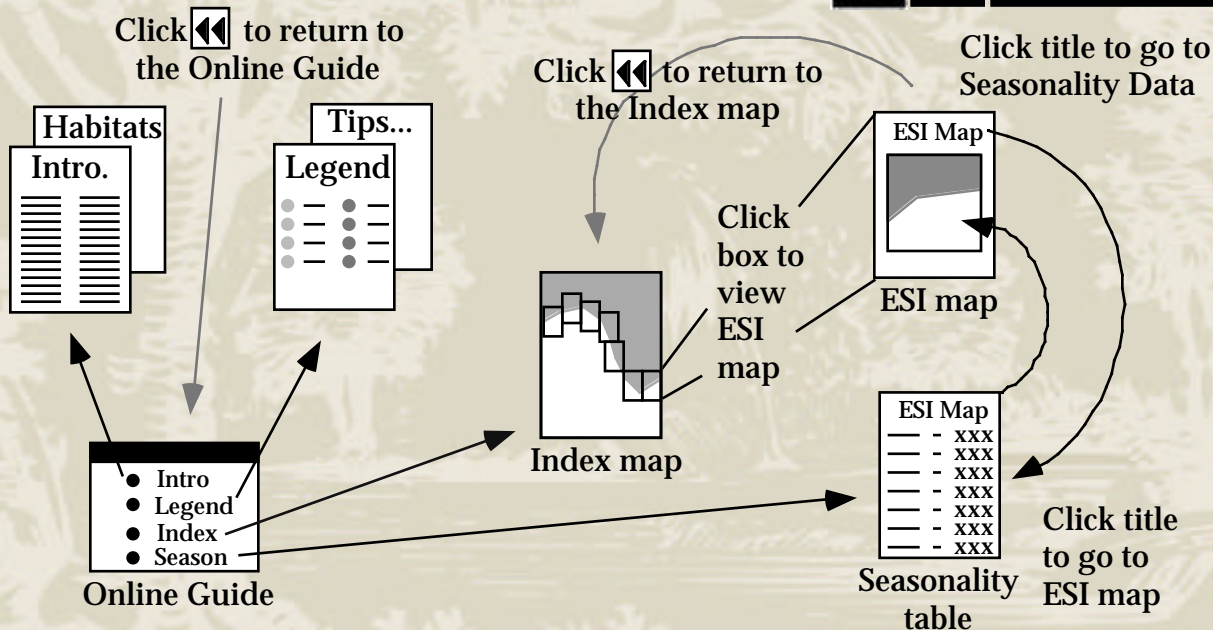 Click to return to
the Online Guide
Click to return to
the Index map
Click title to go to
Seasonality Data
Habitats
Intro.
Tips...
Legend
Click
box to
view
ESI
map
ESI Map
ESI map
Index map
Intro
Legend
Index
Season
Online Guide
ESI Map
xxx
xxx
xxx
xxx
xxx
xxx
xxx
Seasonality
table
Click title
to go to
ESI map